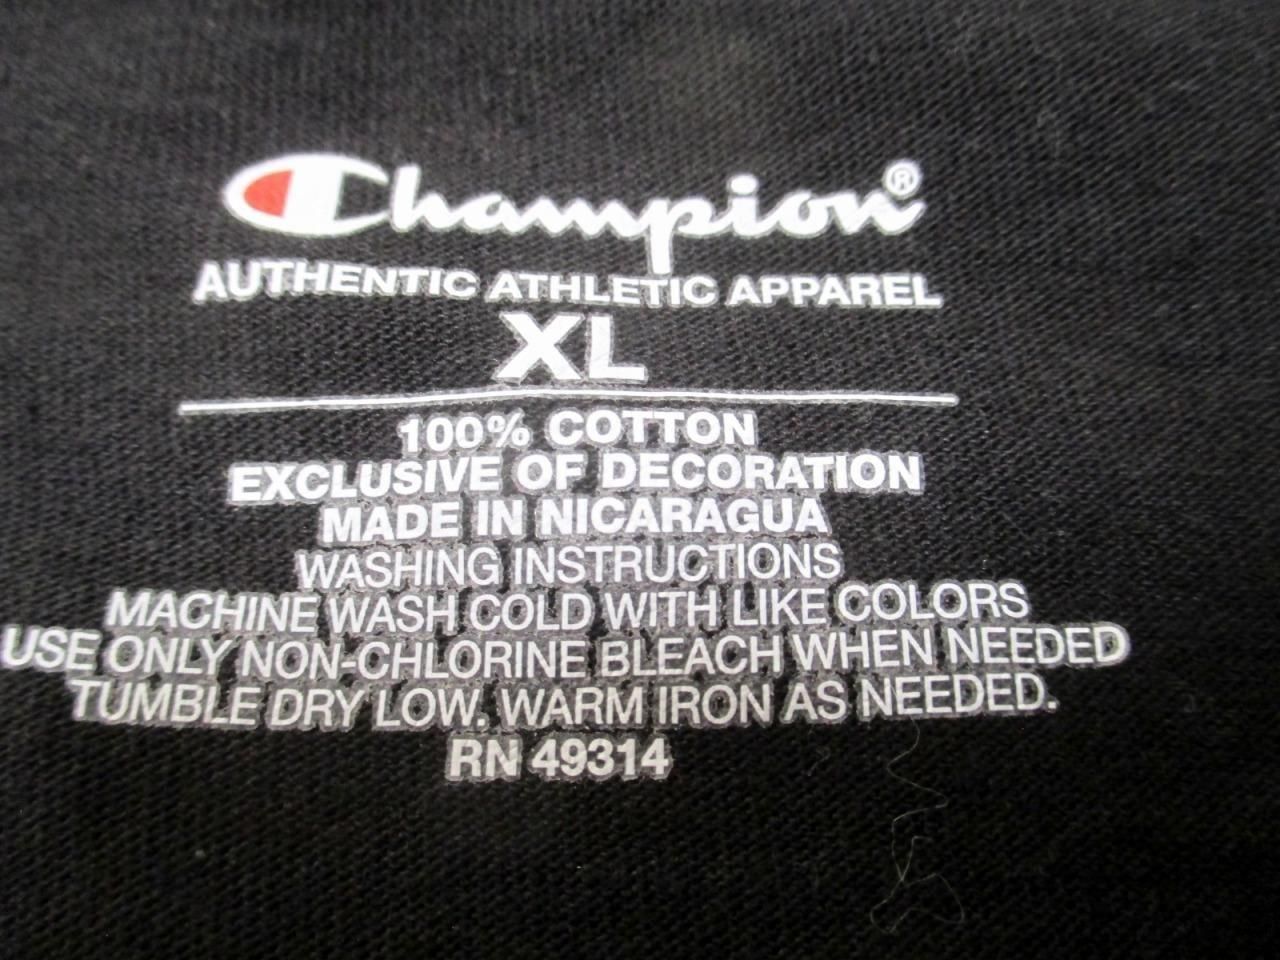 Champion®
AUTHENTIC ATHLETIC APPAREL
XL
100% COTTON
EXCLUSIVE OF DECORATION
MADE IN NICARAGUA
WASHING INSTRUCTIONS
MACHINE WASH COLD WITH LIKE COLORS
USE ONLY NON-CHLORINE BLEACH WHEN NEEDED
TUMBLE DRY LOW. WARM IRON AS NEEDED.
RN 49314